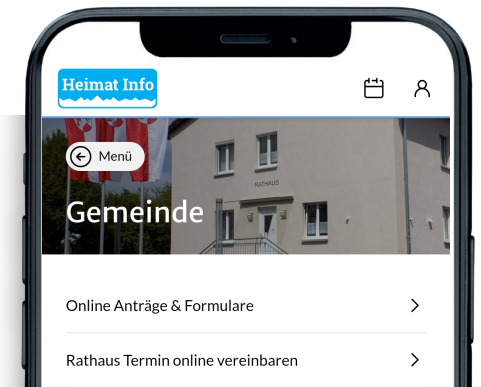 Heimat Info
Menü
RATHAUS
Gemeinde
Online Anträge & Formulare
Rathaus Termin online vereinbaren